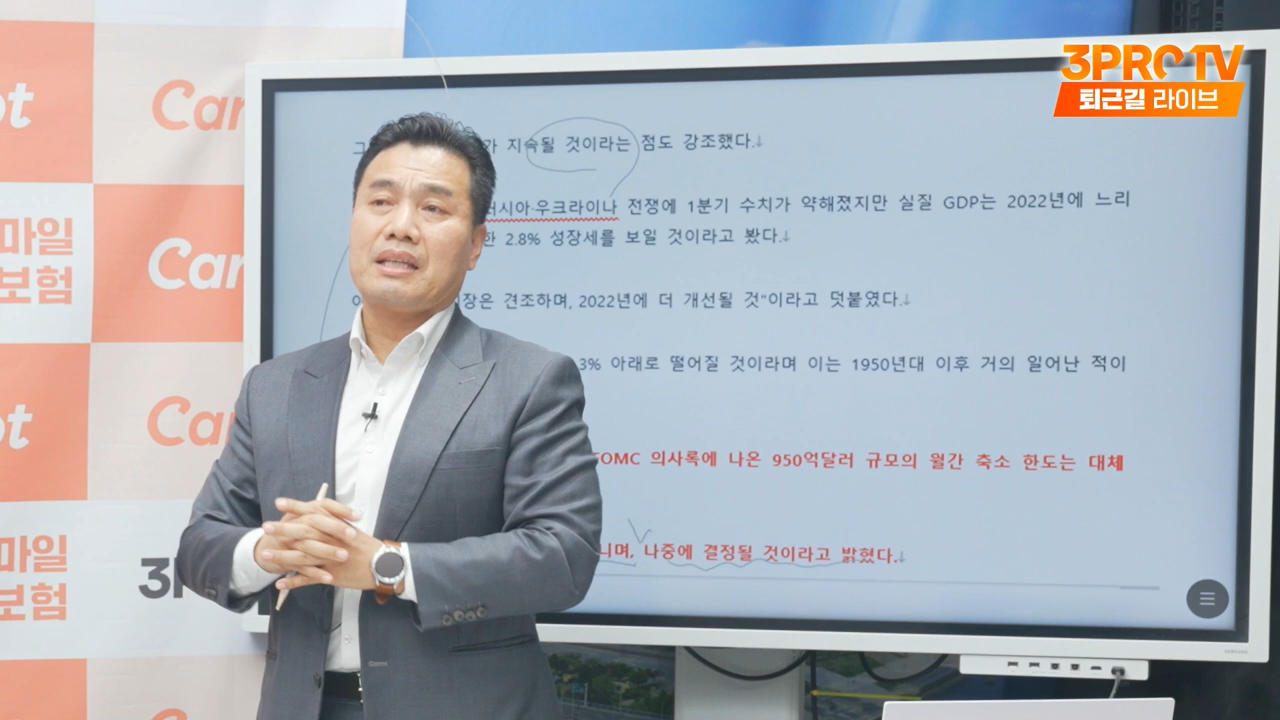 3PROTV
퇴근길 라이브
지속될 것이라는 점도 강조했다.
러시아·우크라이나 전쟁에 1분기 수치가 약해졌지만 실질 GDP는 2022년에 느리
한 2.8% 성장세를 보일 것이라고 봤다.
견조하며, 2022년에 더 개선될 것"이라고 덧붙였다.
3% 아래로 떨어질 것이라며 이는 1950년대 이후 거의 일어난 적이
FOMC 의사록에 나온 950억달러 규모의 월간 축소 한도는 대체
니며, 나중에 결정될 것이라고 밝혔다.
SAMSUNG
ot
Car
마일
보험
Car
ot
Car
마일
보험
3P
Car